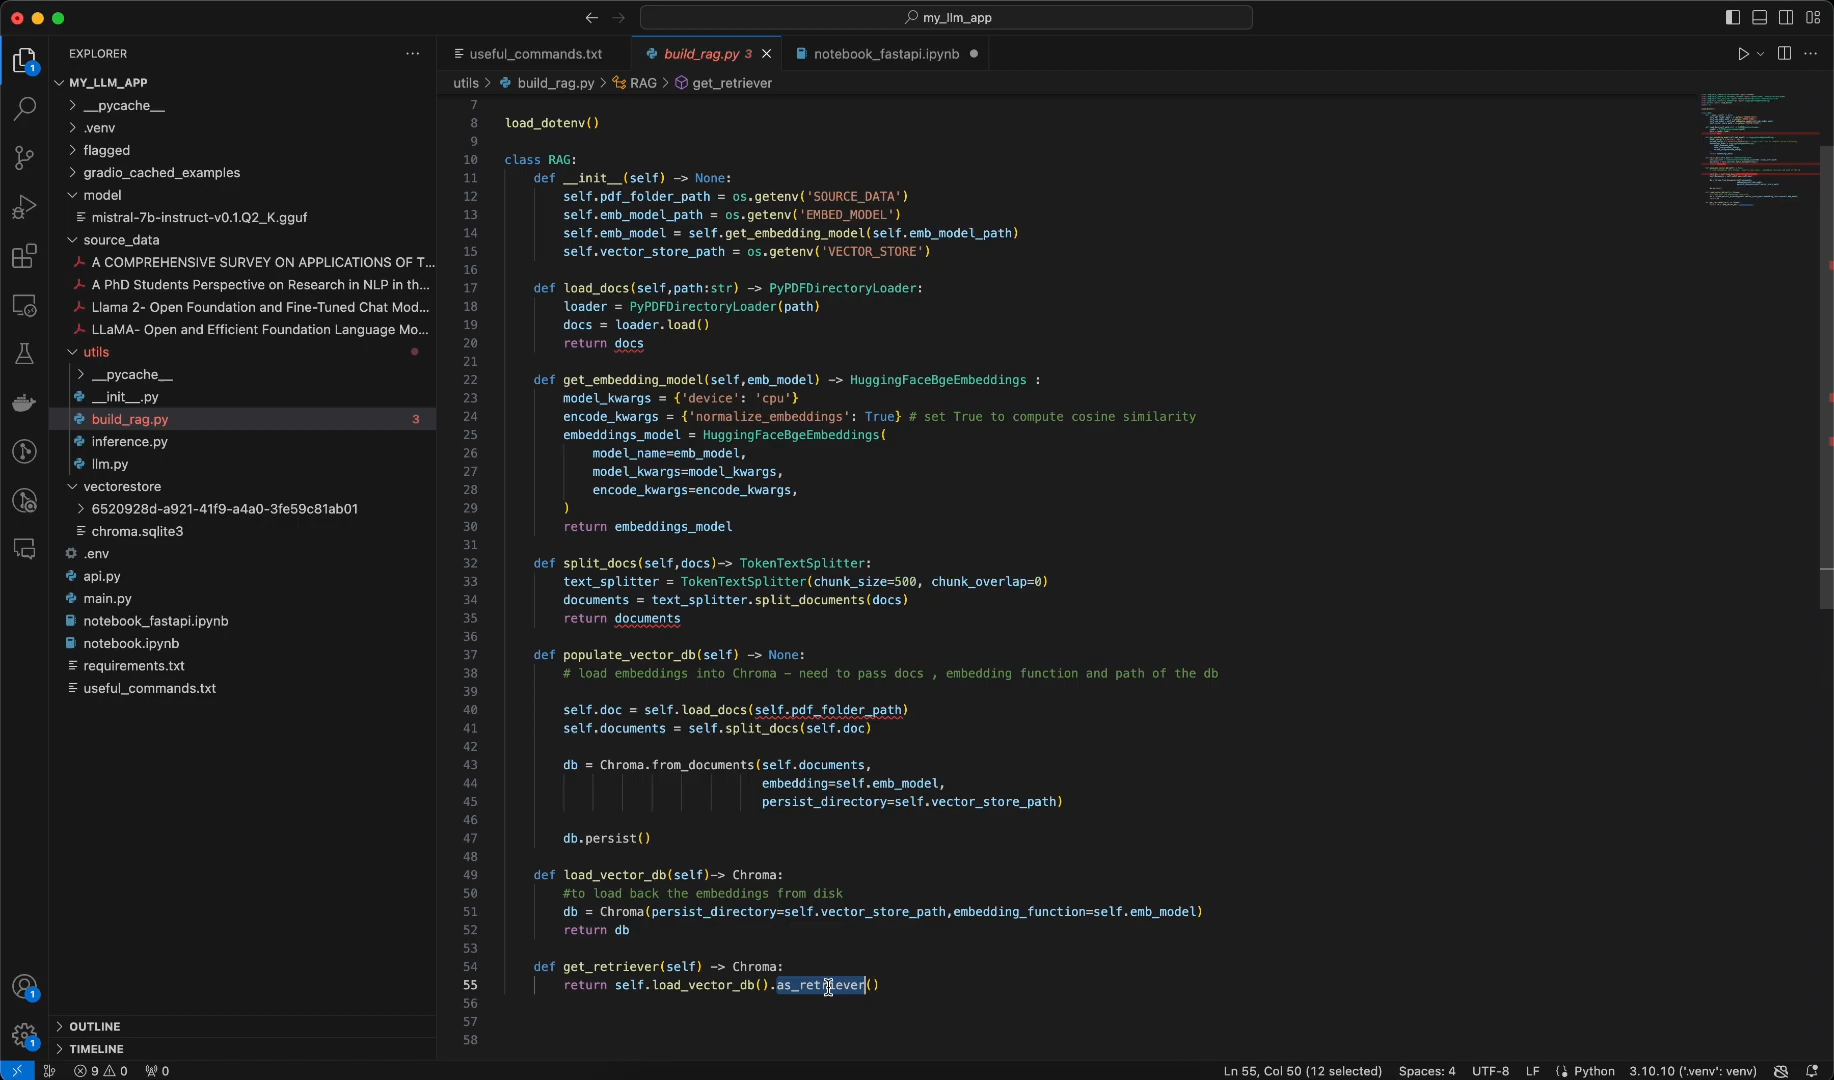 my_llm_app
EXPLORER
MY_LLM_APP
__pycache__
.venv
flagged
gradio_cached_examples
model
mistral-7b-instruct-v0.1.Q2_K.gguf
source_data
A COMPREHENSIVE SURVEY ON APPLICATIONS OF T...
A PhD Students Perspective on Research in NLP in th...
Llama 2- Open Foundation and Fine-Tuned Chat Mod...
LLaMA- Open and Efficient Foundation Language Mo...
utils
__pycache__
__init__.py
build_rag.py 3
inference.py
llm.py
vectorestore
6520928d-a921-41f9-a4a0-3fe59c81ab01
chroma.sqlite3
.env
api.py
main.py
notebook_fastapi.ipynb
notebook.ipynb
requirements.txt
useful_commands.txt
OUTLINE
TIMELINE
1
1
1
useful_commands.txt build_rag.py 3 notebook_fastapi.ipynb
utils > build_rag.py > RAG > get_retriever
7
8 load_dotenv()
9
10 class RAG:
11 def __init__(self) -> None:
12 self.pdf_folder_path = os.getenv('SOURCE_DATA')
13 self.emb_model_path = os.getenv('EMBED_MODEL')
14 self.emb_model = self.get_embedding_model(self.emb_model_path)
15 self.vector_store_path = os.getenv('VECTOR_STORE')
16
17 def load_docs(self,path:str) -> PyPDFDirectoryLoader:
18 loader = PyPDFDirectoryLoader(path)
19 docs = loader.load()
20 return docs
21
22 def get_embedding_model(self,emb_model) -> HuggingFaceBgeEmbeddings :
23 model_kwargs = {'device': 'cpu'}
24 encode_kwargs = {'normalize_embeddings': True} # set True to compute cosine similarity
25 embeddings_model = HuggingFaceBgeEmbeddings(
26 model_name=emb_model,
27 model_kwargs=model_kwargs,
28 encode_kwargs=encode_kwargs,
29 )
30 return embeddings_model
31
32 def split_docs(self,docs)-> TokenTextSplitter:
33 text_splitter = TokenTextSplitter(chunk_size=500, chunk_overlap=0)
34 documents = text_splitter.split_documents(docs)
35 return documents
36
37 def populate_vector_db(self) -> None:
38 # load embeddings into Chroma - need to pass docs , embedding function and path of the db
39
40 self.doc = self.load_docs(self.pdf_folder_path)
41 self.documents = self.split_docs(self.doc)
42
43 db = Chroma.from_documents(self.documents,
44 embedding=self.emb_model,
45 persist_directory=self.vector_store_path)
46
47 db.persist()
48
49 def load_vector_db(self)-> Chroma:
50 #to load back the embeddings from disk
51 db = Chroma(persist_directory=self.vector_store_path,embedding_function=self.emb_model)
52 return db
53
54 def get_retriever(self) -> Chroma:
55 return self.load_vector_db().as_retriever()
56
57
58
9 0 0 Ln 55, Col 50 (12 selected) Spaces: 4 UTF-8 LF Python 3.10.10 ('.venv': venv)